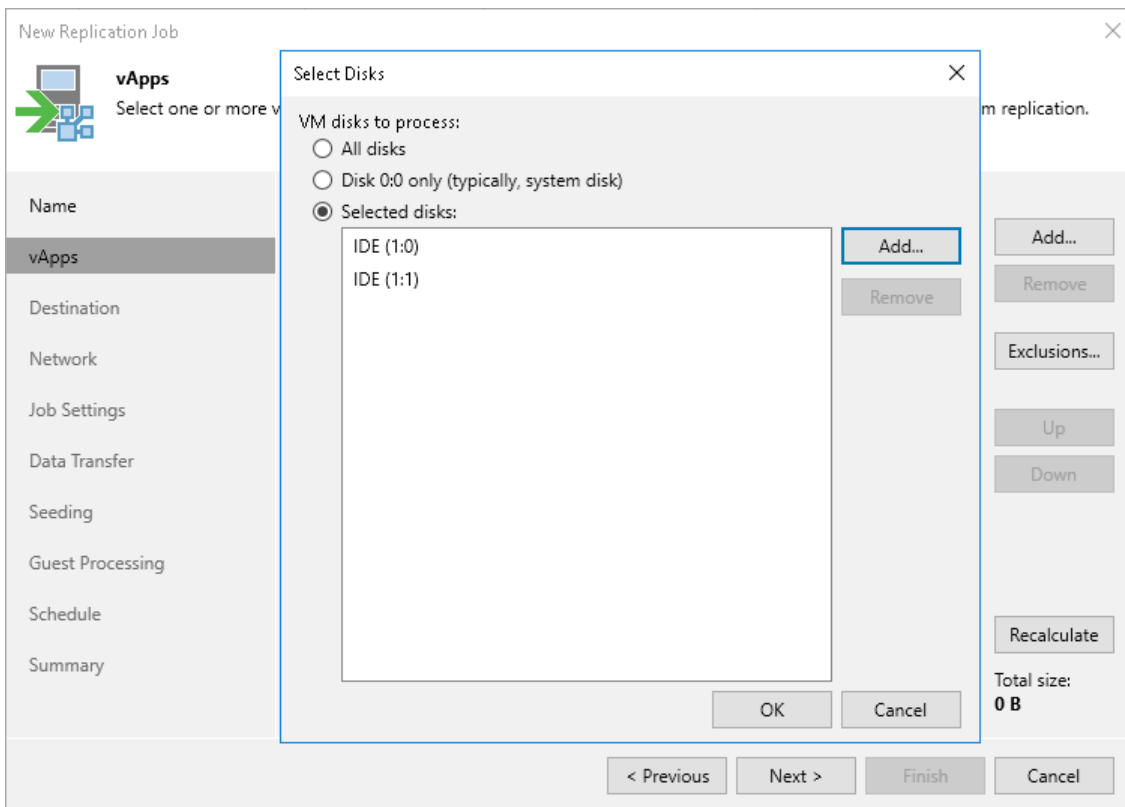 New Replication Job
vApps
Select one or more v
m replication.
Name
vApps
Destination
Network
Job Settings
Data Transfer
Seeding
Guest Processing
Schedule
Summary
Select Disks
VM disks to process:
All disks
Disk 0:0 only (typically, system disk)
Selected disks:
IDE (1:0)
IDE (1:1)
Add...
Remove
OK
Cancel
Add...
Remove
Exclusions...
Up
Down
Recalculate
Total size:
0 B
< Previous
Next >
Finish
Cancel